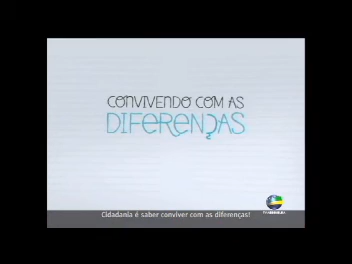 CONVIVENDO COM AS
DIFERENÇAS
Cidadania é saber conviver com as diferenças!